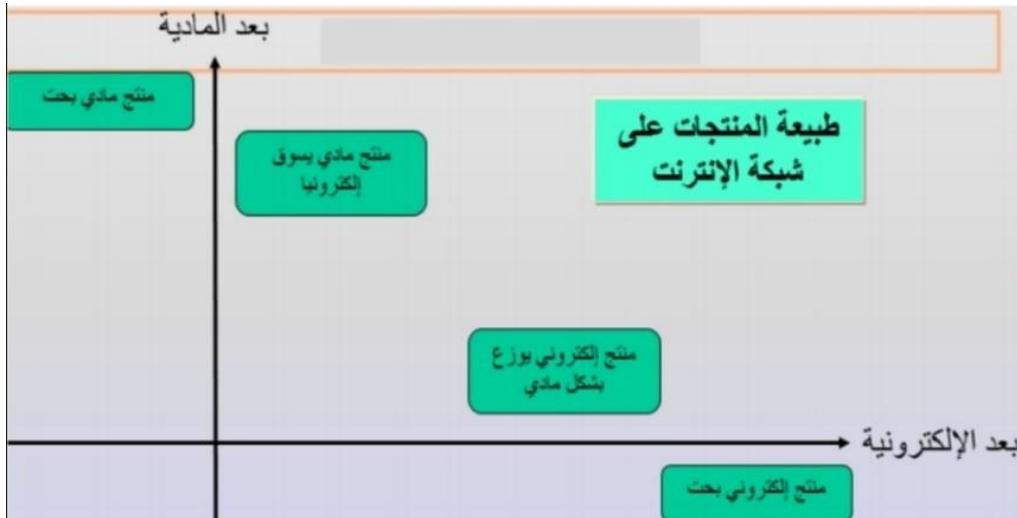 بعد المادية
منتج مادي بحت
طبيعة المنتجات على
شبكة الإنترنت
منتج مادي يسوق
إلكترونيا
منتج إلكتروني يوزع
بشكل مادي
بعد الإلكترونية
منتج إلكتروني بحت